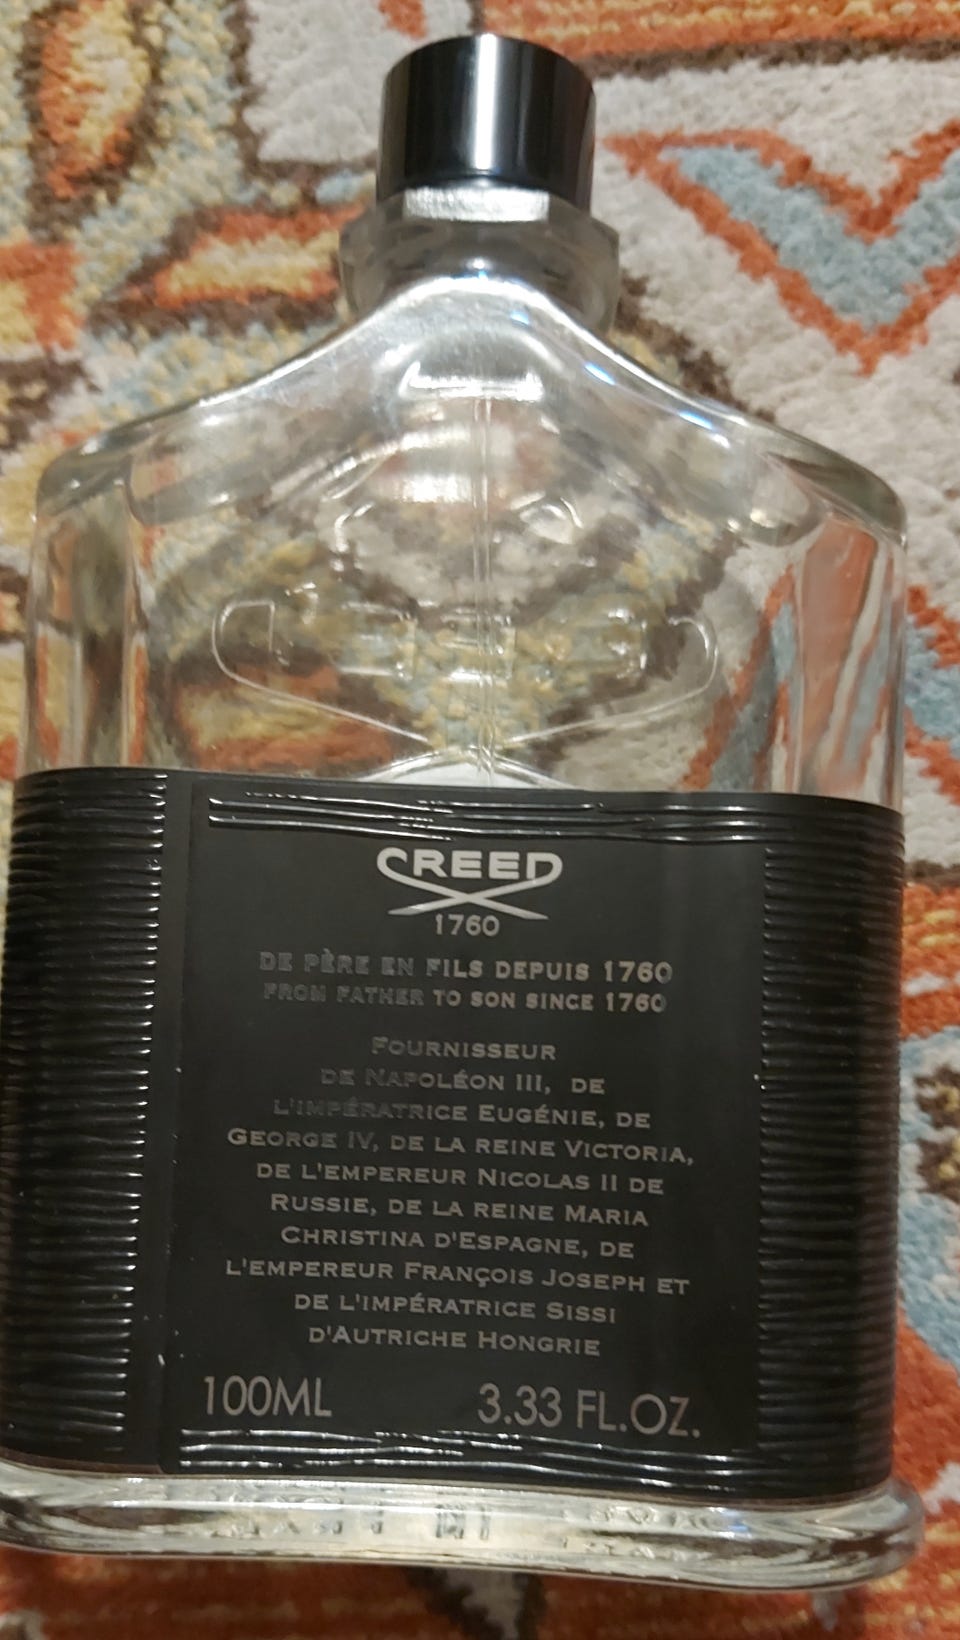 CREED
1760
DE PÈRE EN FILS DEPUIS 1760
FROM FATHER TO SON SINCE 1760
FOURNISSEUR
DE NAPOLÉON III, DE
L'IMPÉRATRICE EUGÉNIE, DE
GEORGE IV, DE LA REINE VICTORIA,
DE L'EMPEREUR NICOLAS II DE
RUSSIE, DE LA REINE MARIA
CHRISTINA D'ESPAGNE, DE
L'EMPEREUR FRANÇOIS JOSEPH ET
DE L'IMPÉRATRICE SISSI
D'AUTRICHE HONGRIE
100ML 3.33 FL.OZ.